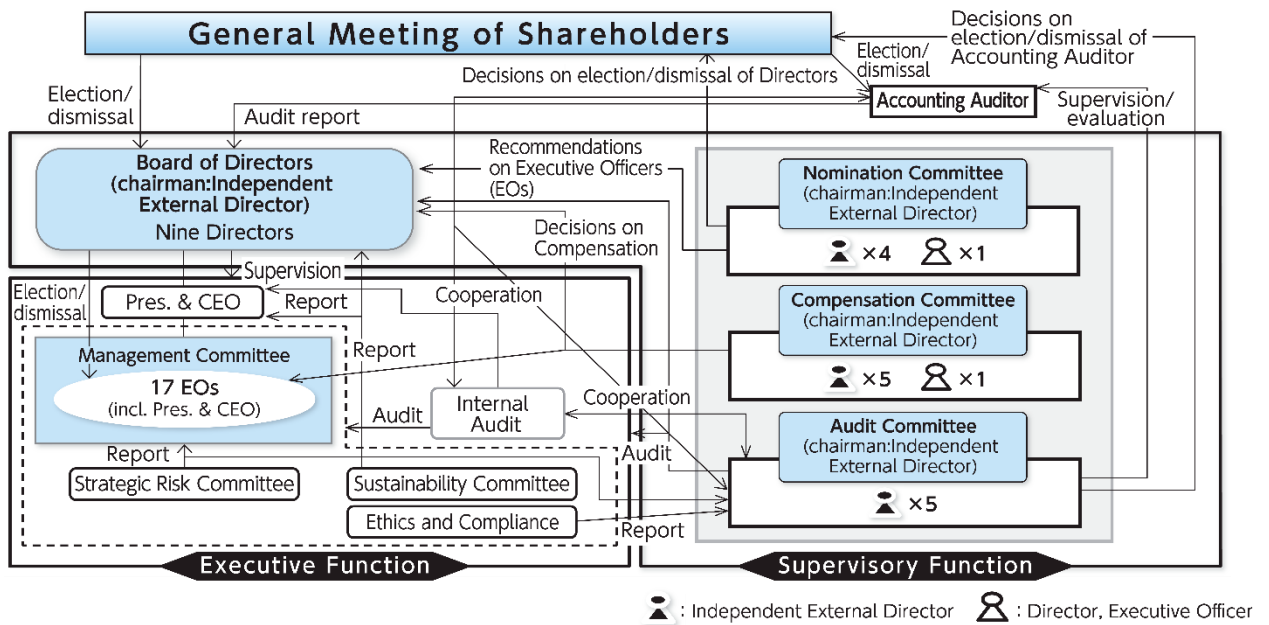 General Meeting of Shareholders
Decisions on
election/dismissal of
Accounting Auditor
Election/
dismissal
Decisions on election/dismissal of Directors
Accounting Auditor
Election/
dismissal
Audit report
Supervision/
evaluation
Board of Directors
(chairman:Independent
External Director)
Nine Directors
Recommendations
on Executive Officers
(EOs)
Nomination Committee
(chairman:Independent
External Director)
×4
×1
Decisions on
Compensation
Supervision
Election/
dismissal
Pres. & CEO
Report
Cooperation
Compensation Committee
(chairman:Independent
External Director)
×5
×1
Management Committee
Report
17 EOs
(incl. Pres. & CEO)
Audit
Internal
Audit
Cooperation
Audit Committee
(chairman:Independent
External Director)
×5
Audit
Report
Strategic Risk Committee
Sustainability Committee
Ethics and Compliance
Report
Executive Function
Supervisory Function
: Independent External Director
: Director, Executive Officer